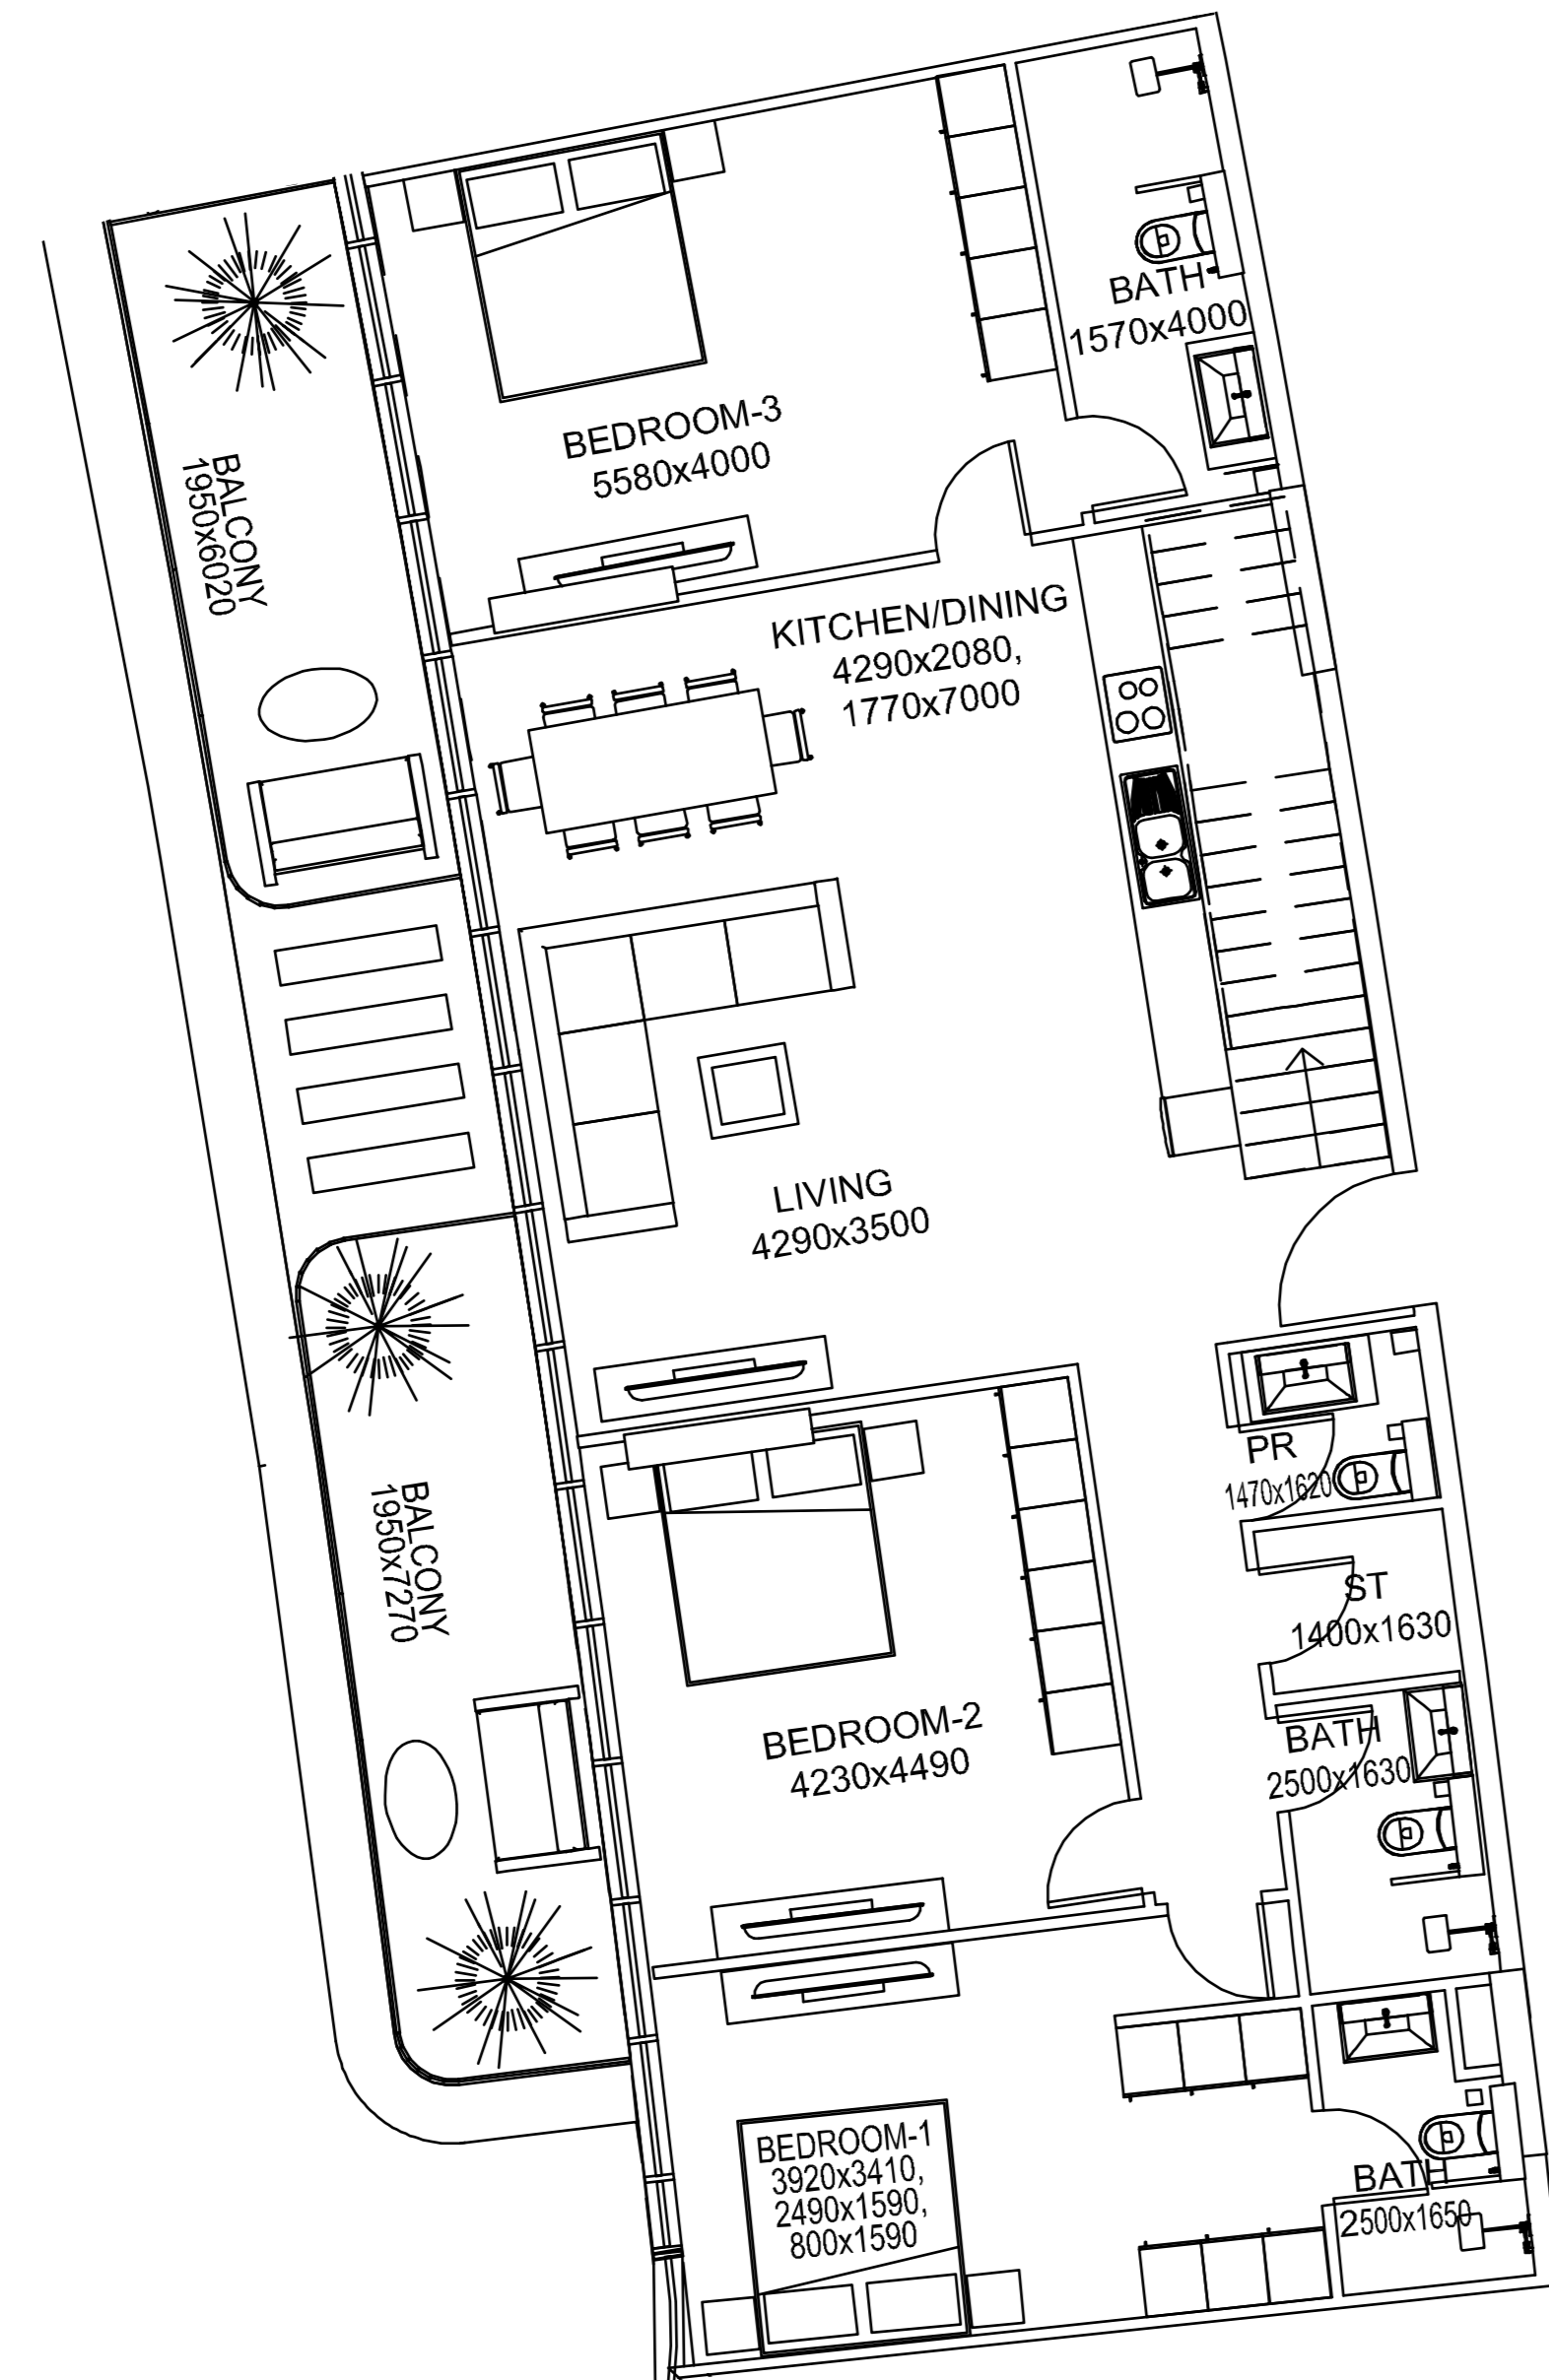 BATH
1570x4000
BEDROOM-3
5580x4000
BALCONY
1950x6020
KITCHEN/DINING
4290x2080,
1770x7000
LIVING
4290x3500
PR
1470x1620
BALCONY
1950x7270
ST
1400x1630
BEDROOM-2
4230x4490
BATH
2500x1630
BEDROOM-1
3920x3410,
2490x1590,
800x1590
BATH
2500x1650